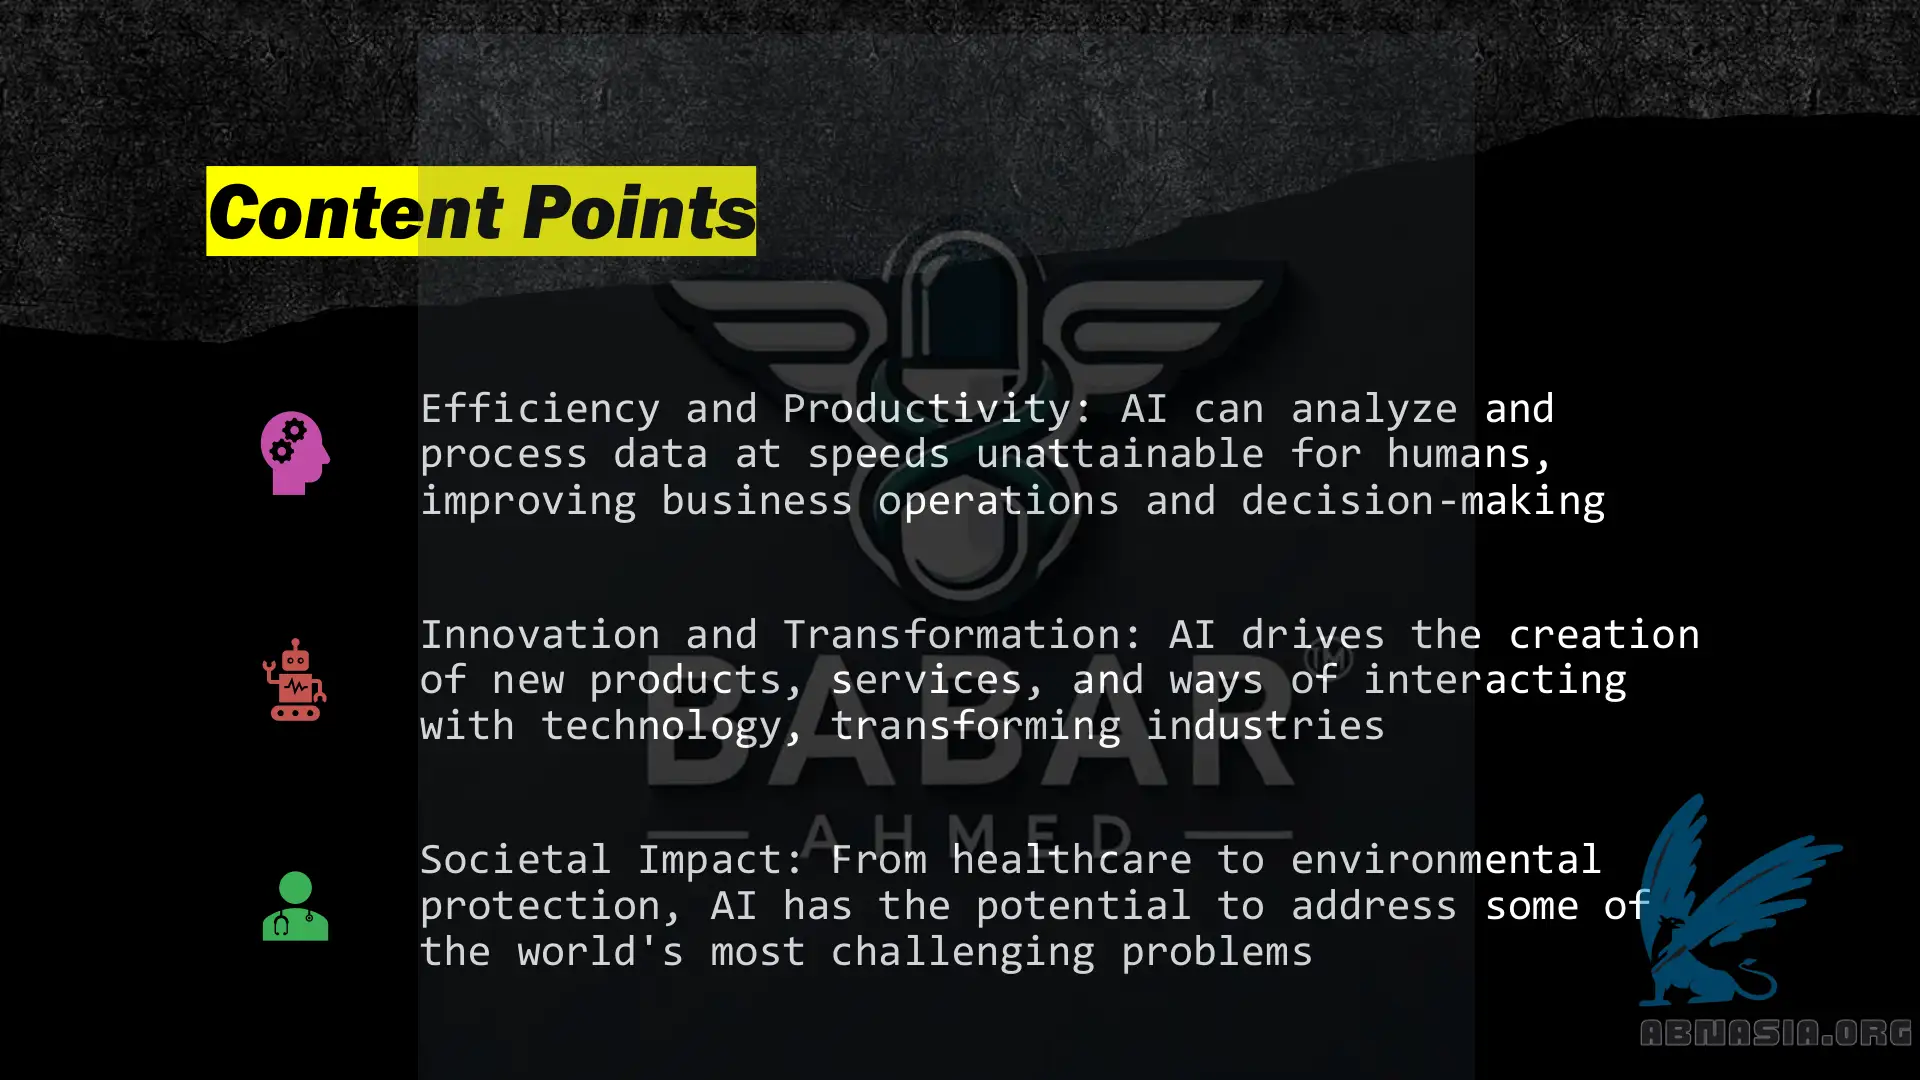 Content Points
Efficiency and Productivity: AI can analyze and
process data at speeds unattainable for humans,
improving business operations and decision-making
Innovation and Transformation: AI drives the creation
of new products, services, and ways of interacting
with technology, transforming industries
TM
BABAR
AHMED
Societal Impact: From healthcare to environmental
protection, AI has the potential to address some of
the world's most challenging problems
ABMASIA.ORG